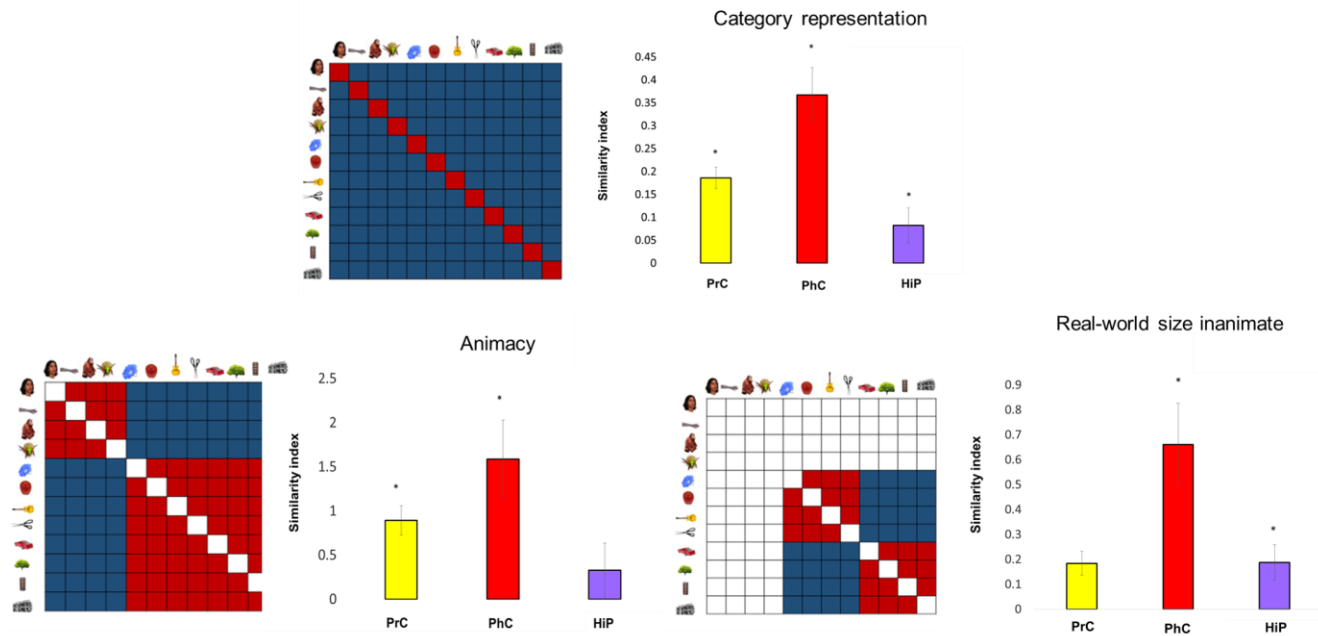 Category representation
*
0.45
0.4
0.35
0.3
0.25
0.2
0.15
0.1
0.05
0
Similarity index
*
*
PrC
PhC
HiP
Animacy
2.5
2
1.5
1
0.5
0
Similarity index
*
*
PrC
PhC
HiP
Real-world size inanimate
0.9
0.8
0.7
0.6
0.5
0.4
0.3
0.2
0.1
0
Similarity index
*
*
PrC
PhC
HiP